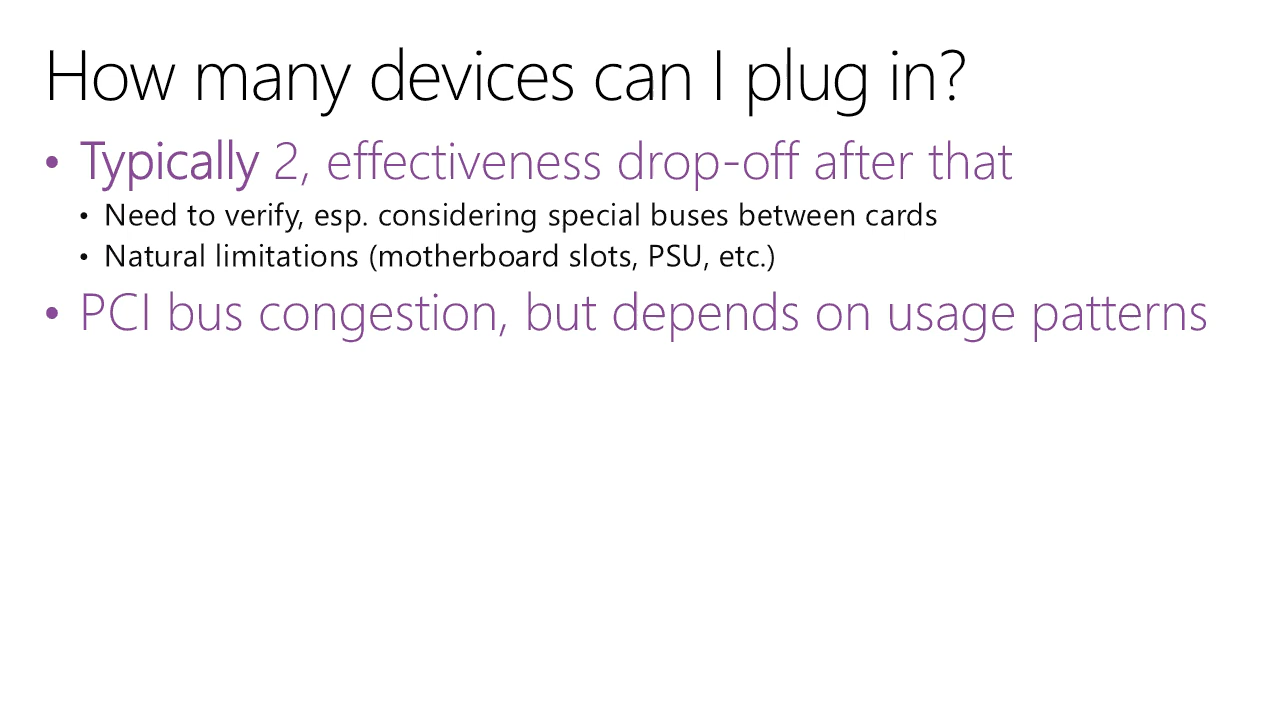 How many devices can I plug in?
• Typically 2, effectiveness drop-off after that
• Need to verify, esp. considering special buses between cards
• Natural limitations (motherboard slots, PSU, etc.)
• PCI bus congestion, but depends on usage patterns